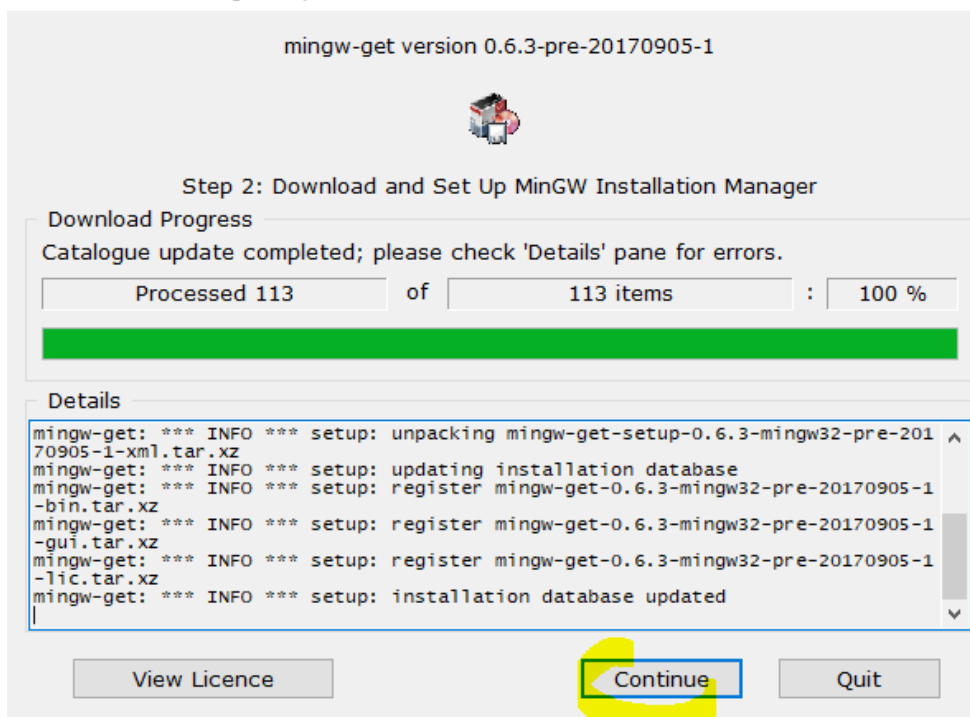 mingw-get version 0.6.3-pre-20170905-1
Step 2: Download and Set Up MinGW Installation Manager
Download Progress
Catalogue update completed; please check 'Details' pane for errors.
Processed 113 of 113 items : 100 %
Details
mingw-get: *** INFO *** setup: unpacking mingw-get-setup-0.6.3-mingw32-pre-201
70905-1-xml.tar.xz
mingw-get: *** INFO *** setup: updating installation database
mingw-get: *** INFO *** setup: register mingw-get-0.6.3-mingw32-pre-20170905-1
-bin.tar.xz
mingw-get: *** INFO *** setup: register mingw-get-0.6.3-mingw32-pre-20170905-1
-gui.tar.xz
mingw-get: *** INFO *** setup: register mingw-get-0.6.3-mingw32-pre-20170905-1
-lic.tar.xz
mingw-get: *** INFO *** setup: installation database updated
View Licence Continue Quit